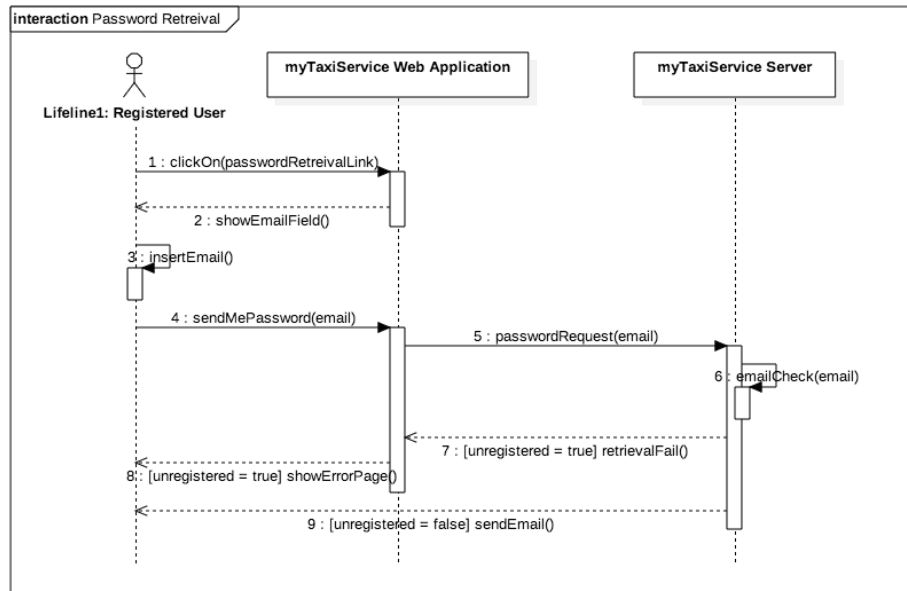 interaction Password Retreival
myTaxiService Web Application
myTaxiService Server
Lifeline1: Registered User
1 : clickOn(passwordRetreivalLink)
2 : showEmailField()
3 : insertEmail()
4 : sendMePassword(email)
5 : passwordRequest(email)
6 : emailCheck(email)
7 : [unregistered = true] retrievalFail()
8 : [unregistered = true] showErrorPage()
9 : [unregistered = false] sendEmail()